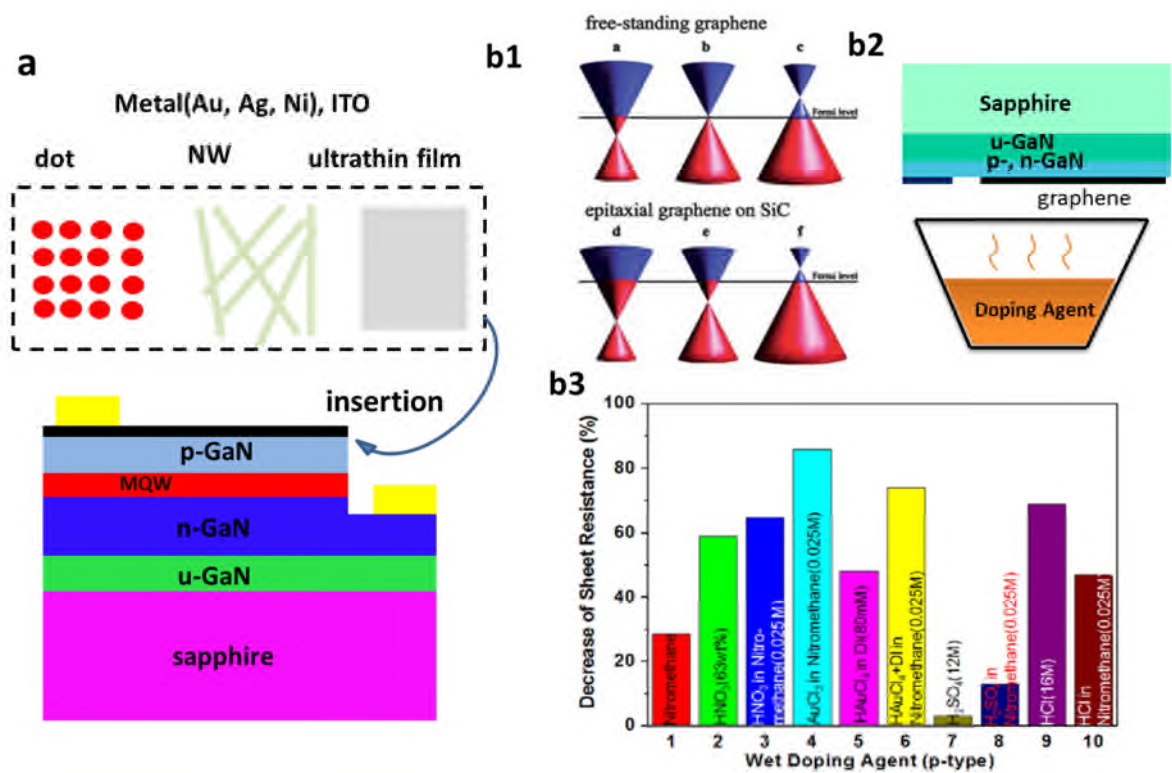 a
Metal(Au, Ag, Ni), ITO
dot
NW
ultrathin film
insertion
p-GaN
MQW
n-GaN
u-GaN
sapphire
b1
free-standing graphene
a
b
c
Fermi level
epitaxial graphene on SiC
d
e
f
Fermi level
b2
Sapphire
u-GaN
p-, n-GaN
graphene
Doping Agent
b3
Decrease of Sheet Resistance (%)
100
80
60
40
20
0
Nitromethane
HNO₃(63wt%)
HNO₃ in Nitro-
methane(0.025M)
AuCl₃ in Nitromethane(0.025M)
HAuCl₄ in DI(80mM)
HAuCl₄+DI in
Nitromethane(0.025M)
H₂SO₄(12M)
H₂SO₄ in
Nitromethane(0.025M)
HCl(16M)
HCl in
Nitromethane(0.025M)
1
2
3
4
5
6
7
8
9
10
Wet Doping Agent (p-type)